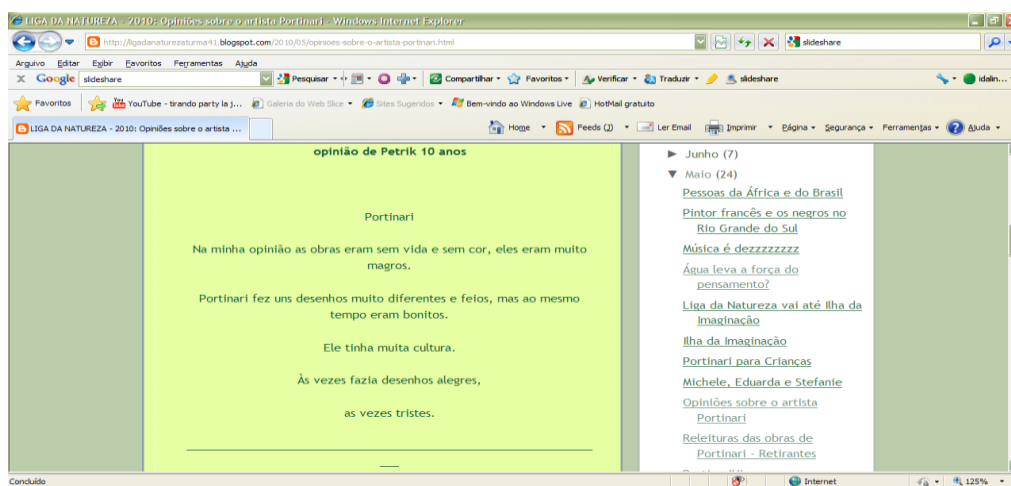 LIGA DA NATUREZA - 2010: Opiniões sobre o artista Portinari - Windows Internet Explorer
http://ligadanaturezaturma41.blogspot.com/2010/05/opinioes-sobre-o-artista-portinari.html
slideshare
Arquivo Editar Exibir Favoritos Ferramentas Ajuda
X Google slideshare Pesquisar Compartilhar Favoritos Verificar Traduzir slideshare idalin...
Favoritos YouTube - tirando party la j... Galeria do Web Slice Sites Sugeridos Bem-vindo ao Windows Live HotMail gratuito
LIGA DA NATUREZA - 2010: Opiniões sobre o artista ... Home Feeds (J) Ler Email Imprimir Página Segurança Ferramentas Ajuda
opinião de Petrik 10 anos
Portinari
Na minha opinião as obras eram sem vida e sem cor, eles eram muito
magros.
Portinari fez uns desenhos muito diferentes e feios, mas ao mesmo
tempo eram bonitos.
Ele tinha muita cultura.
Às vezes fazia desenhos alegres,
as vezes tristes.
► Junho (7)
▼ Maio (24)
Pessoas da África e do Brasil
Pintor francês e os negros no
Rio Grande do Sul
Música é dezzzzzzzz
Água leva a força do
pensamento?
Liga da Natureza vai até Ilha da
Imaginação
Ilha da Imaginação
Portinari para Crianças
Michele, Eduarda e Stefanie
Opiniões sobre o artista
Portinari
Releituras das obras de
Portinari - Retirantes
Concluído Internet 125%